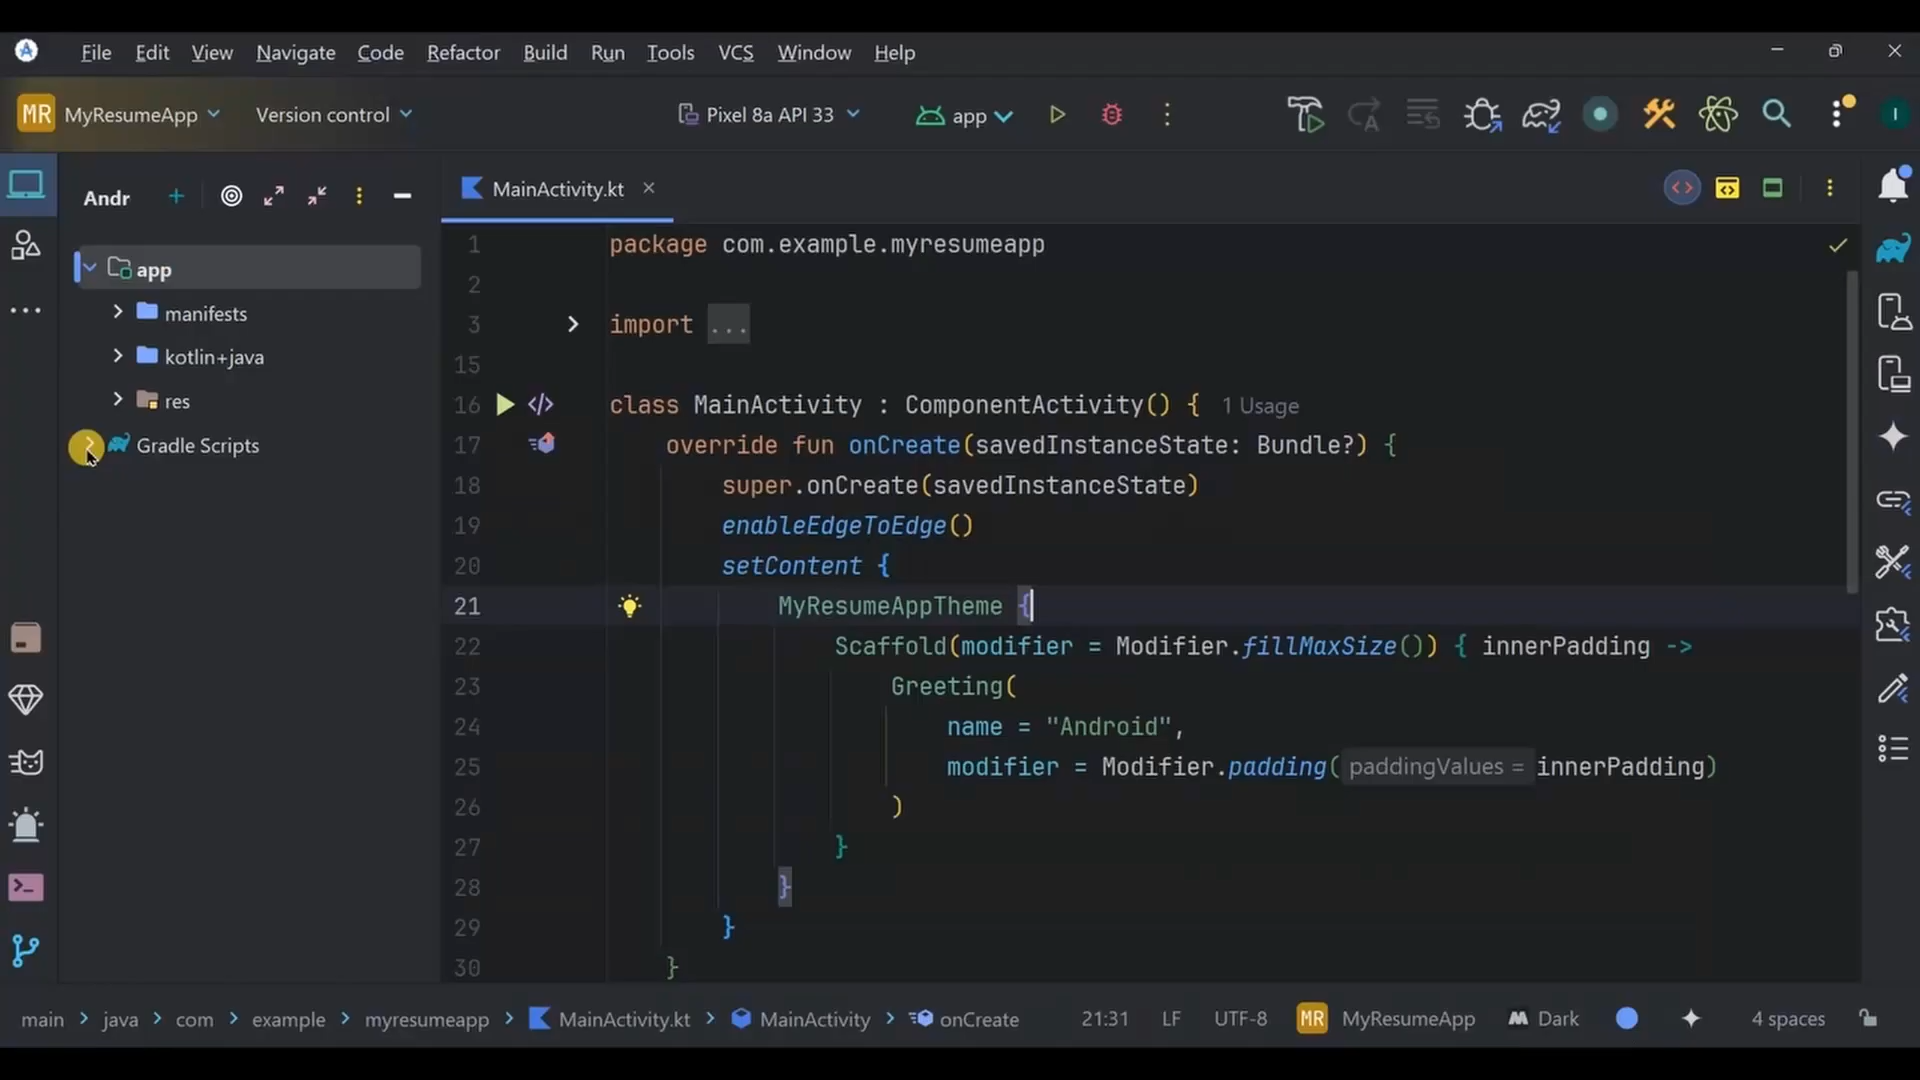 File Edit View Navigate Code Refactor Build Run Tools VCS Window Help
MR MyResumeApp Version control Pixel 8a API 33 app I
Andr
app
manifests
kotlin+java
res
Gradle Scripts
MainActivity.kt
1 package com.example.myresumeapp
2
3 import ...
15
16 class MainActivity : ComponentActivity() { 1 Usage
17 override fun onCreate(savedInstanceState: Bundle?) {
18 super.onCreate(savedInstanceState)
19 enableEdgeToEdge()
20 setContent {
21 MyResumeAppTheme {
22 Scaffold(modifier = Modifier.fillMaxSize()) { innerPadding ->
23 Greeting(
24 name = "Android",
25 modifier = Modifier.padding( paddingValues = innerPadding)
26 )
27 }
28 }
29 }
30 }
main > java > com > example > myresumeapp > MainActivity.kt > MainActivity > onCreate 21:31 LF UTF-8 MR MyResumeApp Dark 4 spaces